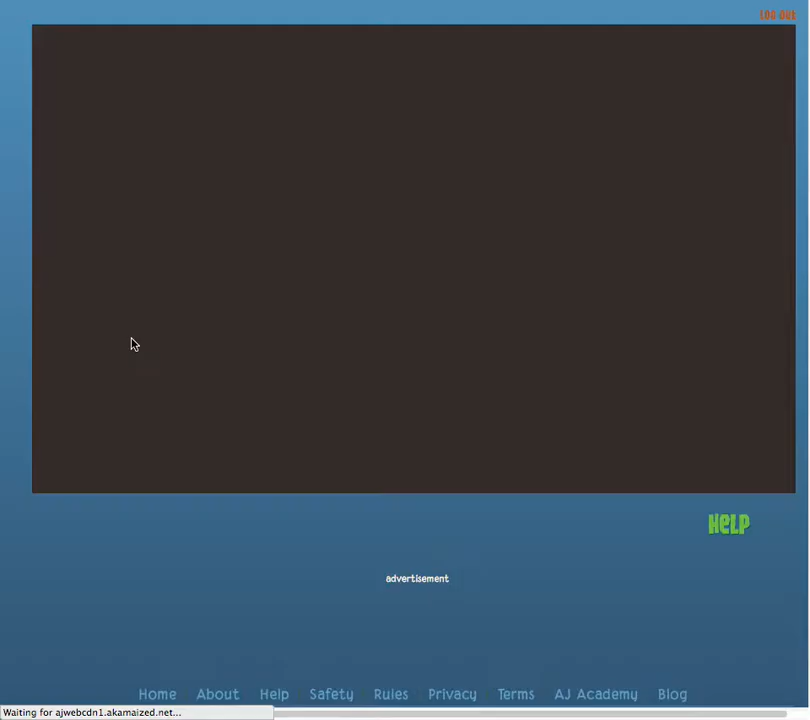 Log Out
HELP
advertisement
Home About Help Safety Rules Privacy Terms AJ Academy Blog
Waiting for ajwebcdn1.akamaized.net...